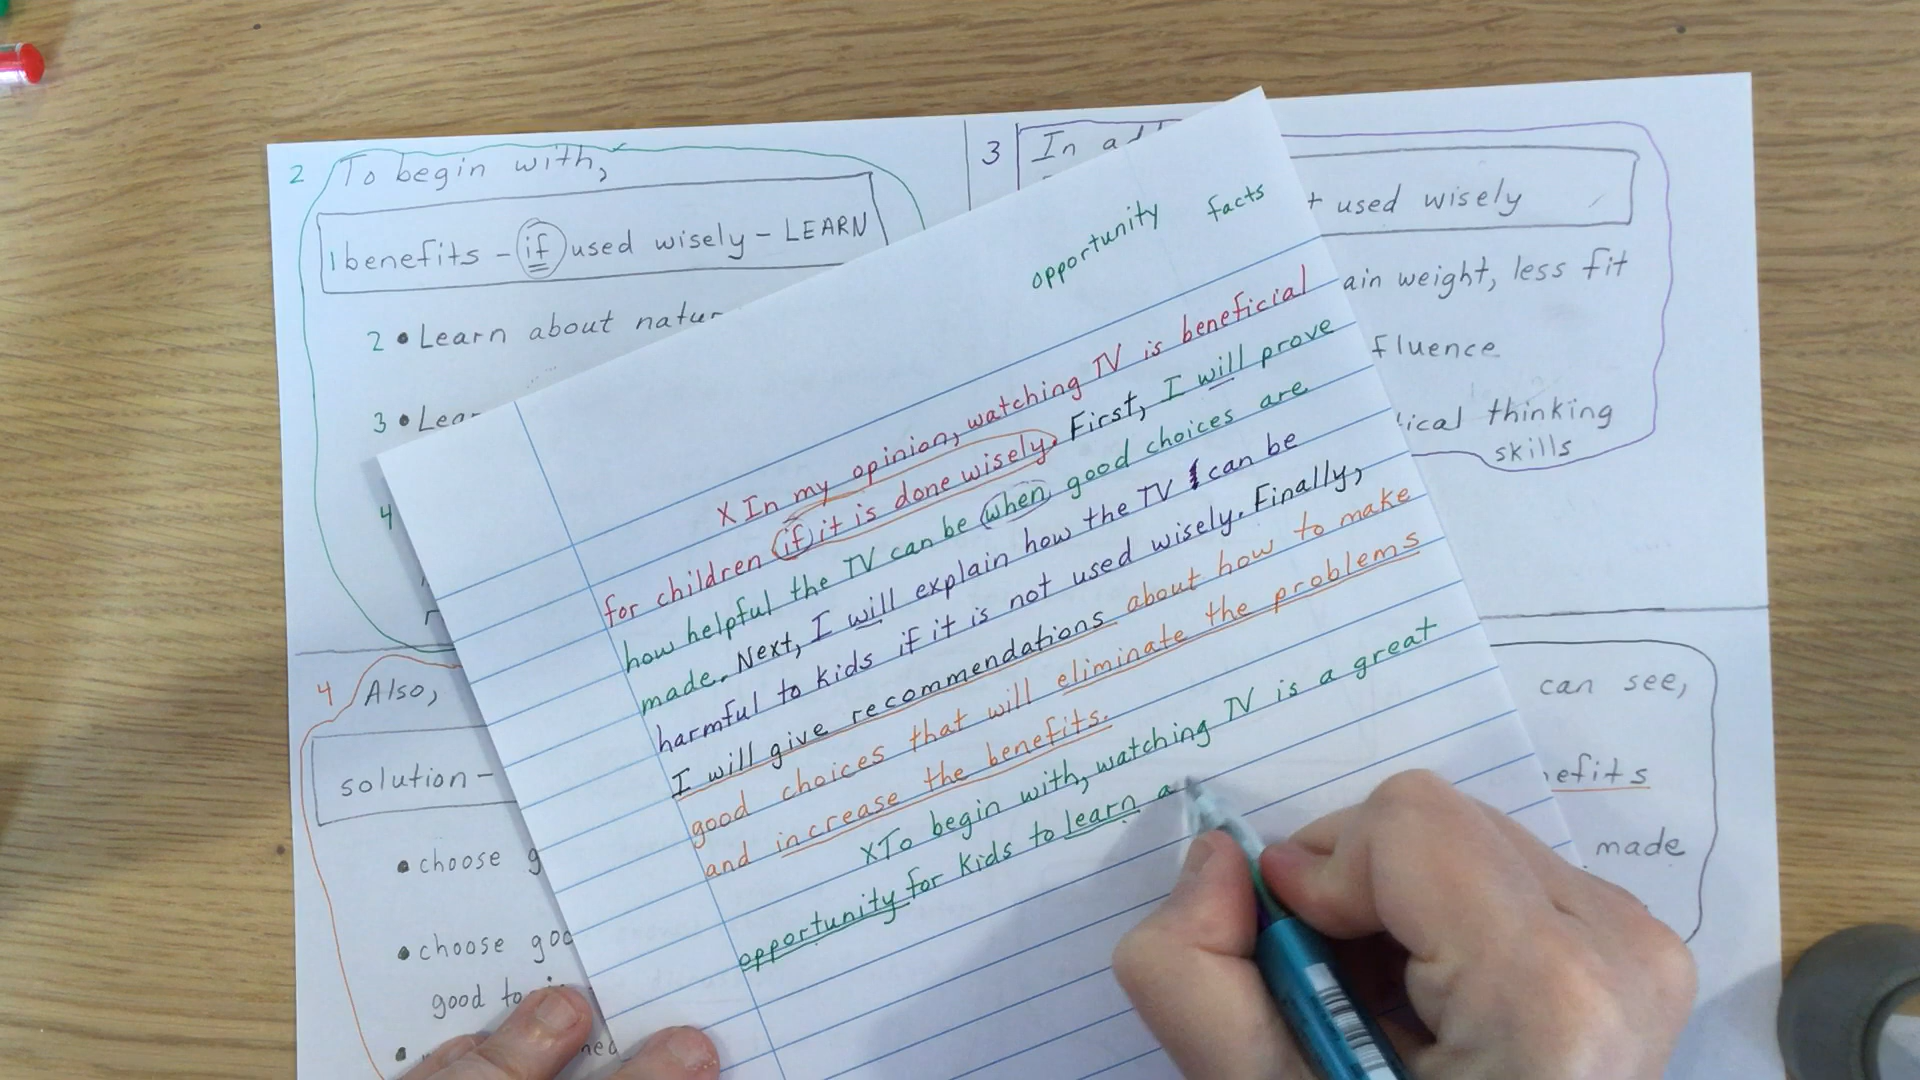 2 To begin with,
1 benefits - if used wisely - LEARN
2 • Learn about natur
3 • Lear
4
3 In add
t used wisely
ain weight, less fit
fluence
ical thinking
skills
4 Also,
solution -
• choose g
• choose goo
good to
can see,
efits
made
opportunity facts
x In my opinion, watching TV is beneficial
for children if it is done wisely. First, I will prove
how helpful the TV can be when good choices are
made. Next, I will explain how the TV can be
harmful to kids if it is not used wisely. Finally,
I will give recommendations about how to make
good choices that will eliminate the problems
and increase the benefits.
x To begin with, watching TV is a great
opportunity for kids to learn a